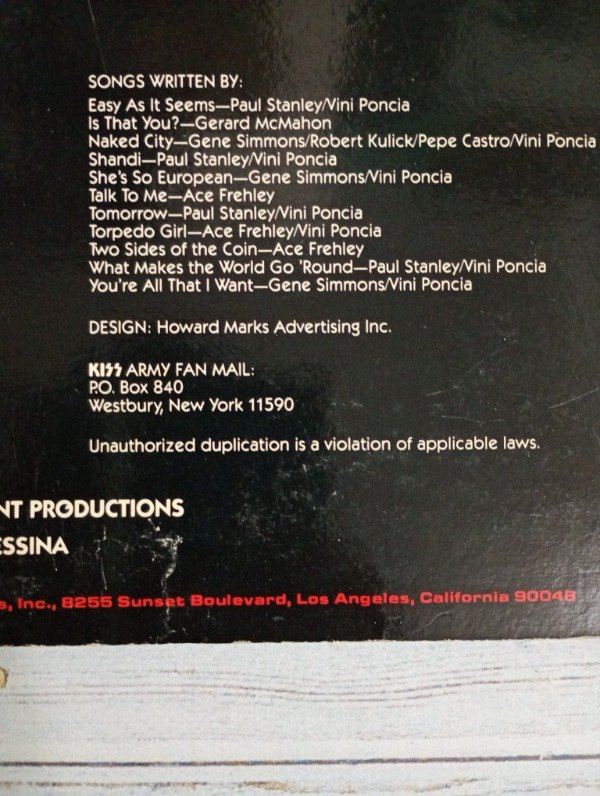 SONGS WRITTEN BY:
Easy As It Seems—Paul Stanley/Vini Poncia
Is That You?—Gerard McMahon
Naked City—Gene Simmons/Robert Kulick/Pepe Castro/Vini Poncia
Shandi—Paul Stanley/Vini Poncia
She's So European—Gene Simmons/Vini Poncia
Talk To Me—Ace Frehley
Tomorrow—Paul Stanley/Vini Poncia
Torpedo Girl—Ace Frehley/Vini Poncia
Two Sides of the Coin—Ace Frehley
What Makes the World Go 'Round—Paul Stanley/Vini Poncia
You're All That I Want—Gene Simmons/Vini Poncia
DESIGN: Howard Marks Advertising Inc.
KISS ARMY FAN MAIL:
P.O. Box 840
Westbury, New York 11590
Unauthorized duplication is a violation of applicable laws.
NT PRODUCTIONS
ESSINA
s, Inc., 8255 Sunset Boulevard, Los Angeles, California 90046